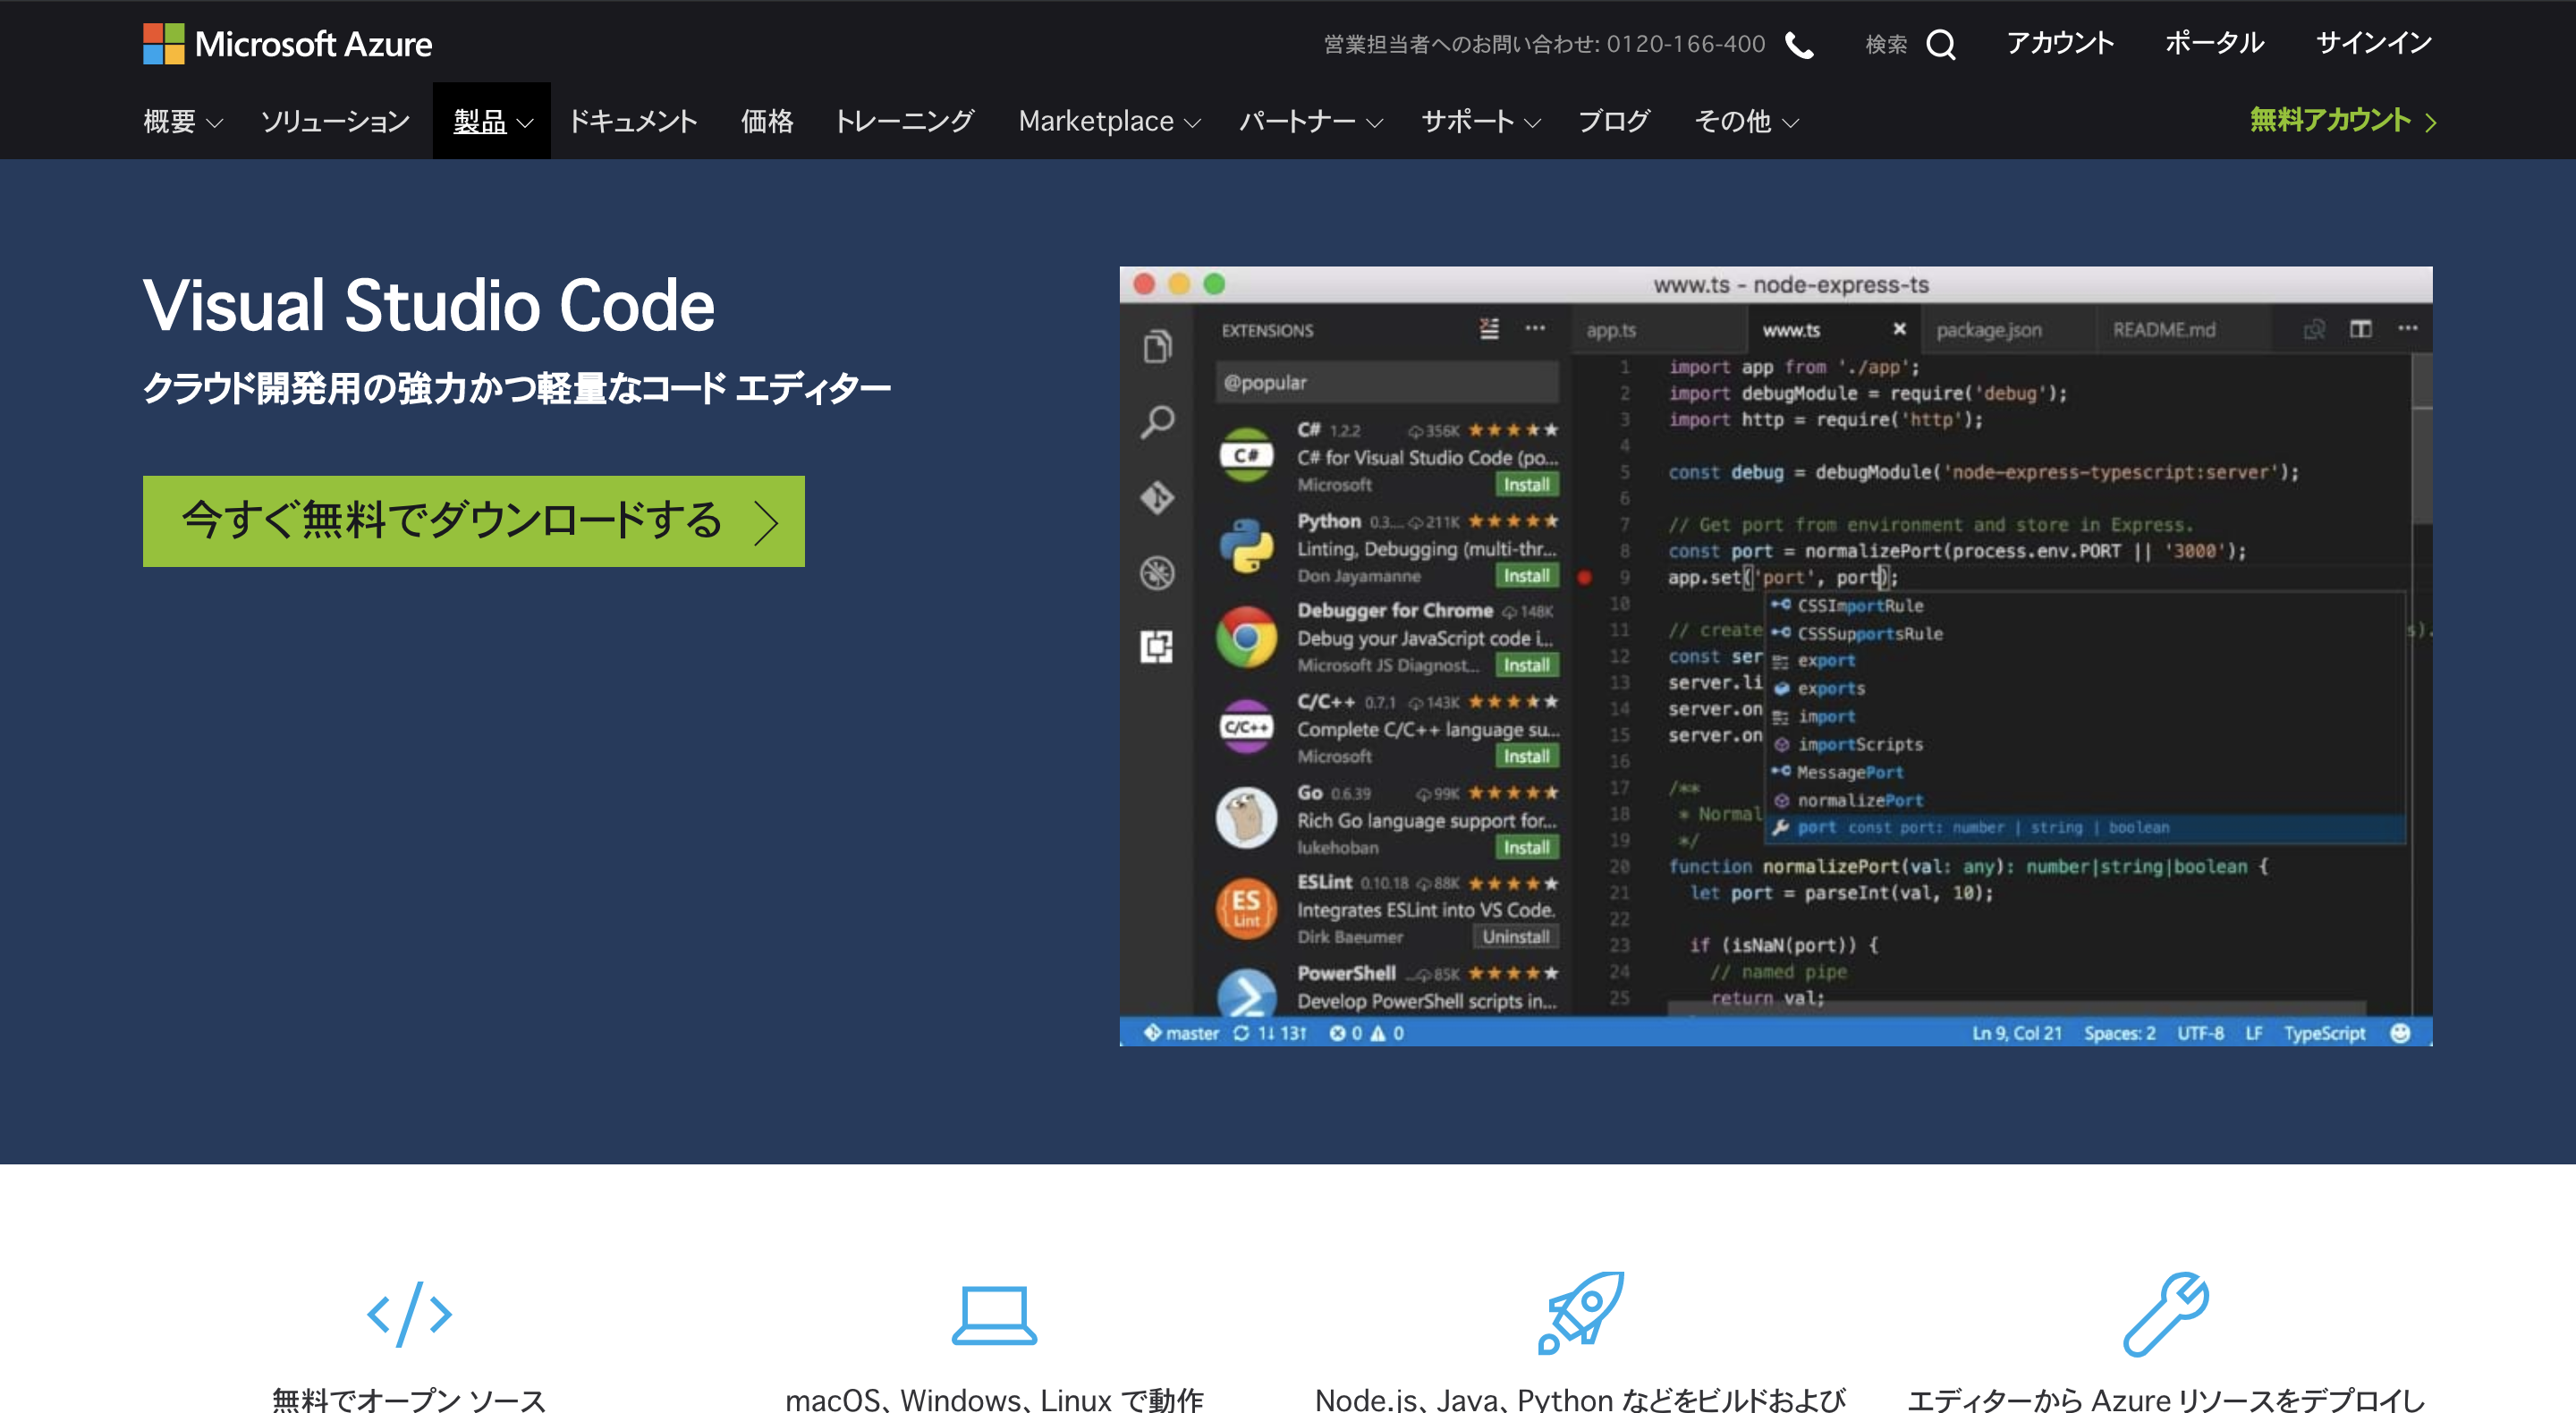 Microsoft Azure
営業担当者へのお問い合わせ: 0120-166-400
検索
アカウント
ポータル
サインイン
概要
ソリューション
製品
ドキュメント
価格
トレーニング
Marketplace
パートナー
サポート
ブログ
その他
無料アカウント
Visual Studio Code
クラウド開発用の強力かつ軽量なコード エディター
今すぐ無料でダウンロードする
www.ts - node-express-ts
EXTENSIONS
@popular
C# 1.2.2 356K
C# for Visual Studio Code (po...
Microsoft Install
Python 0.3... 211K
Linting, Debugging (multi-thr...
Don Jayamanne Install
Debugger for Chrome 148K
Debug your JavaScript code i...
Microsoft JS Diagnost... Install
C/C++ 0.7.1 143K
Complete C/C++ language su...
Microsoft Install
Go 0.6.39 99K
Rich Go language support for...
lukehoban Install
ESLint 0.10.18 88K
Integrates ESLint into VS Code.
Dirk Baeumer Uninstall
PowerShell ... 85K
Develop PowerShell scripts in...
C#
C/C++
ES
Lint
app.ts www.ts package.json README.md
1 import app from './app';
2 import debugModule = require('debug');
3 import http = require('http');
4
5 const debug = debugModule('node-express-typescript:server');
6
7 // Get port from environment and store in Express.
8 const port = normalizePort(process.env.PORT || '3000');
9 app.set('port', port);
10
11 // create s).
12 const ser
13 server.li
14 server.on
15 server.on
16
17 /**
18 * Normal
19 */
20 function normalizePort(val: any): number|string|boolean {
21 let port = parseInt(val, 10);
22
23 if (isNaN(port)) {
24 // named pipe
25 return val;
CSSImportRule
CSSSupportsRule
export
exports
import
importScripts
MessagePort
normalizePort
port const port: number | string | boolean
master 1↓ 13↑ 0 0
Ln 9, Col 21 Spaces: 2 UTF-8 LF TypeScript
無料でオープン ソース
macOS、Windows、Linux で動作
Node.js、Java、Python などをビルドおよび
エディターから Azure リソースをデプロイし